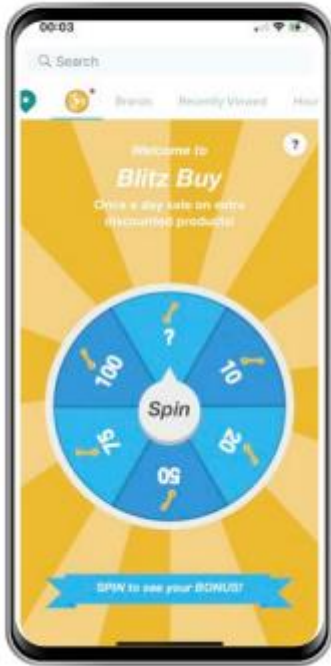 00:03
Search
Brands Recently Viewed Hour
?
Welcome to
Blitz Buy
Once a day sale on extra
discounted products!
?
100
10
Spin
75
20
50
SPIN to see your BONUS!